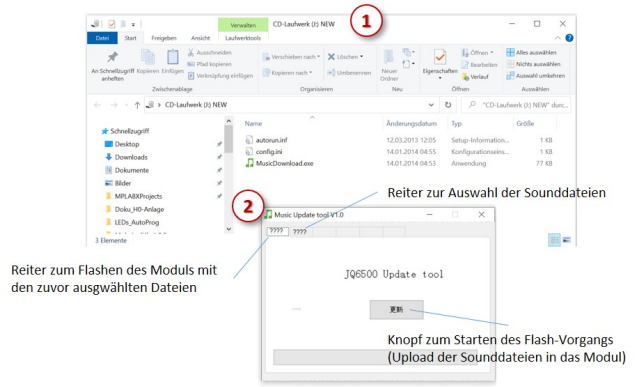 Verwalten CD-Laufwerk (J:) NEW
1
Datei Start Freigeben Ansicht Laufwerktools
An Schnellzugriff anheften
Kopieren
Einfügen
Ausschneiden
Pfad kopieren
Verknüpfung einfügen
Zwischenablage
Verschieben nach
Kopieren nach
Löschen
Umbenennen
Organisieren
Neuer Ordner
Neu
Eigenschaften
Öffnen
Bearbeiten
Verlauf
Öffnen
Alles auswählen
Nichts auswählen
Auswahl umkehren
Auswählen
CD-Laufwerk (J:) NEW
"CD-Laufwerk (J:) NEW" durc...
Name Änderungsdatum Typ Größe
autorun.inf 12.03.2013 12:05 Setup-Information... 1 KB
config.ini 14.01.2014 04:55 Konfigurationseins... 1 KB
MusicDownload.exe 14.01.2014 04:53 Anwendung 77 KB
Schnellzugriff
Desktop
Downloads
Dokumente
Bilder
MPLABXProjects
Doku_H0-Anlage
LEDs_AutoProg
3 Elemente
2
Music Update tool V1.0
???? ????
JQ6500 Update tool
更新
Reiter zur Auswahl der Sounddateien
Reiter zum Flashen des Moduls mit
den zuvor ausgwählten Dateien
Knopf zum Starten des Flash-Vorgangs
(Upload der Sounddateien in das Modul)